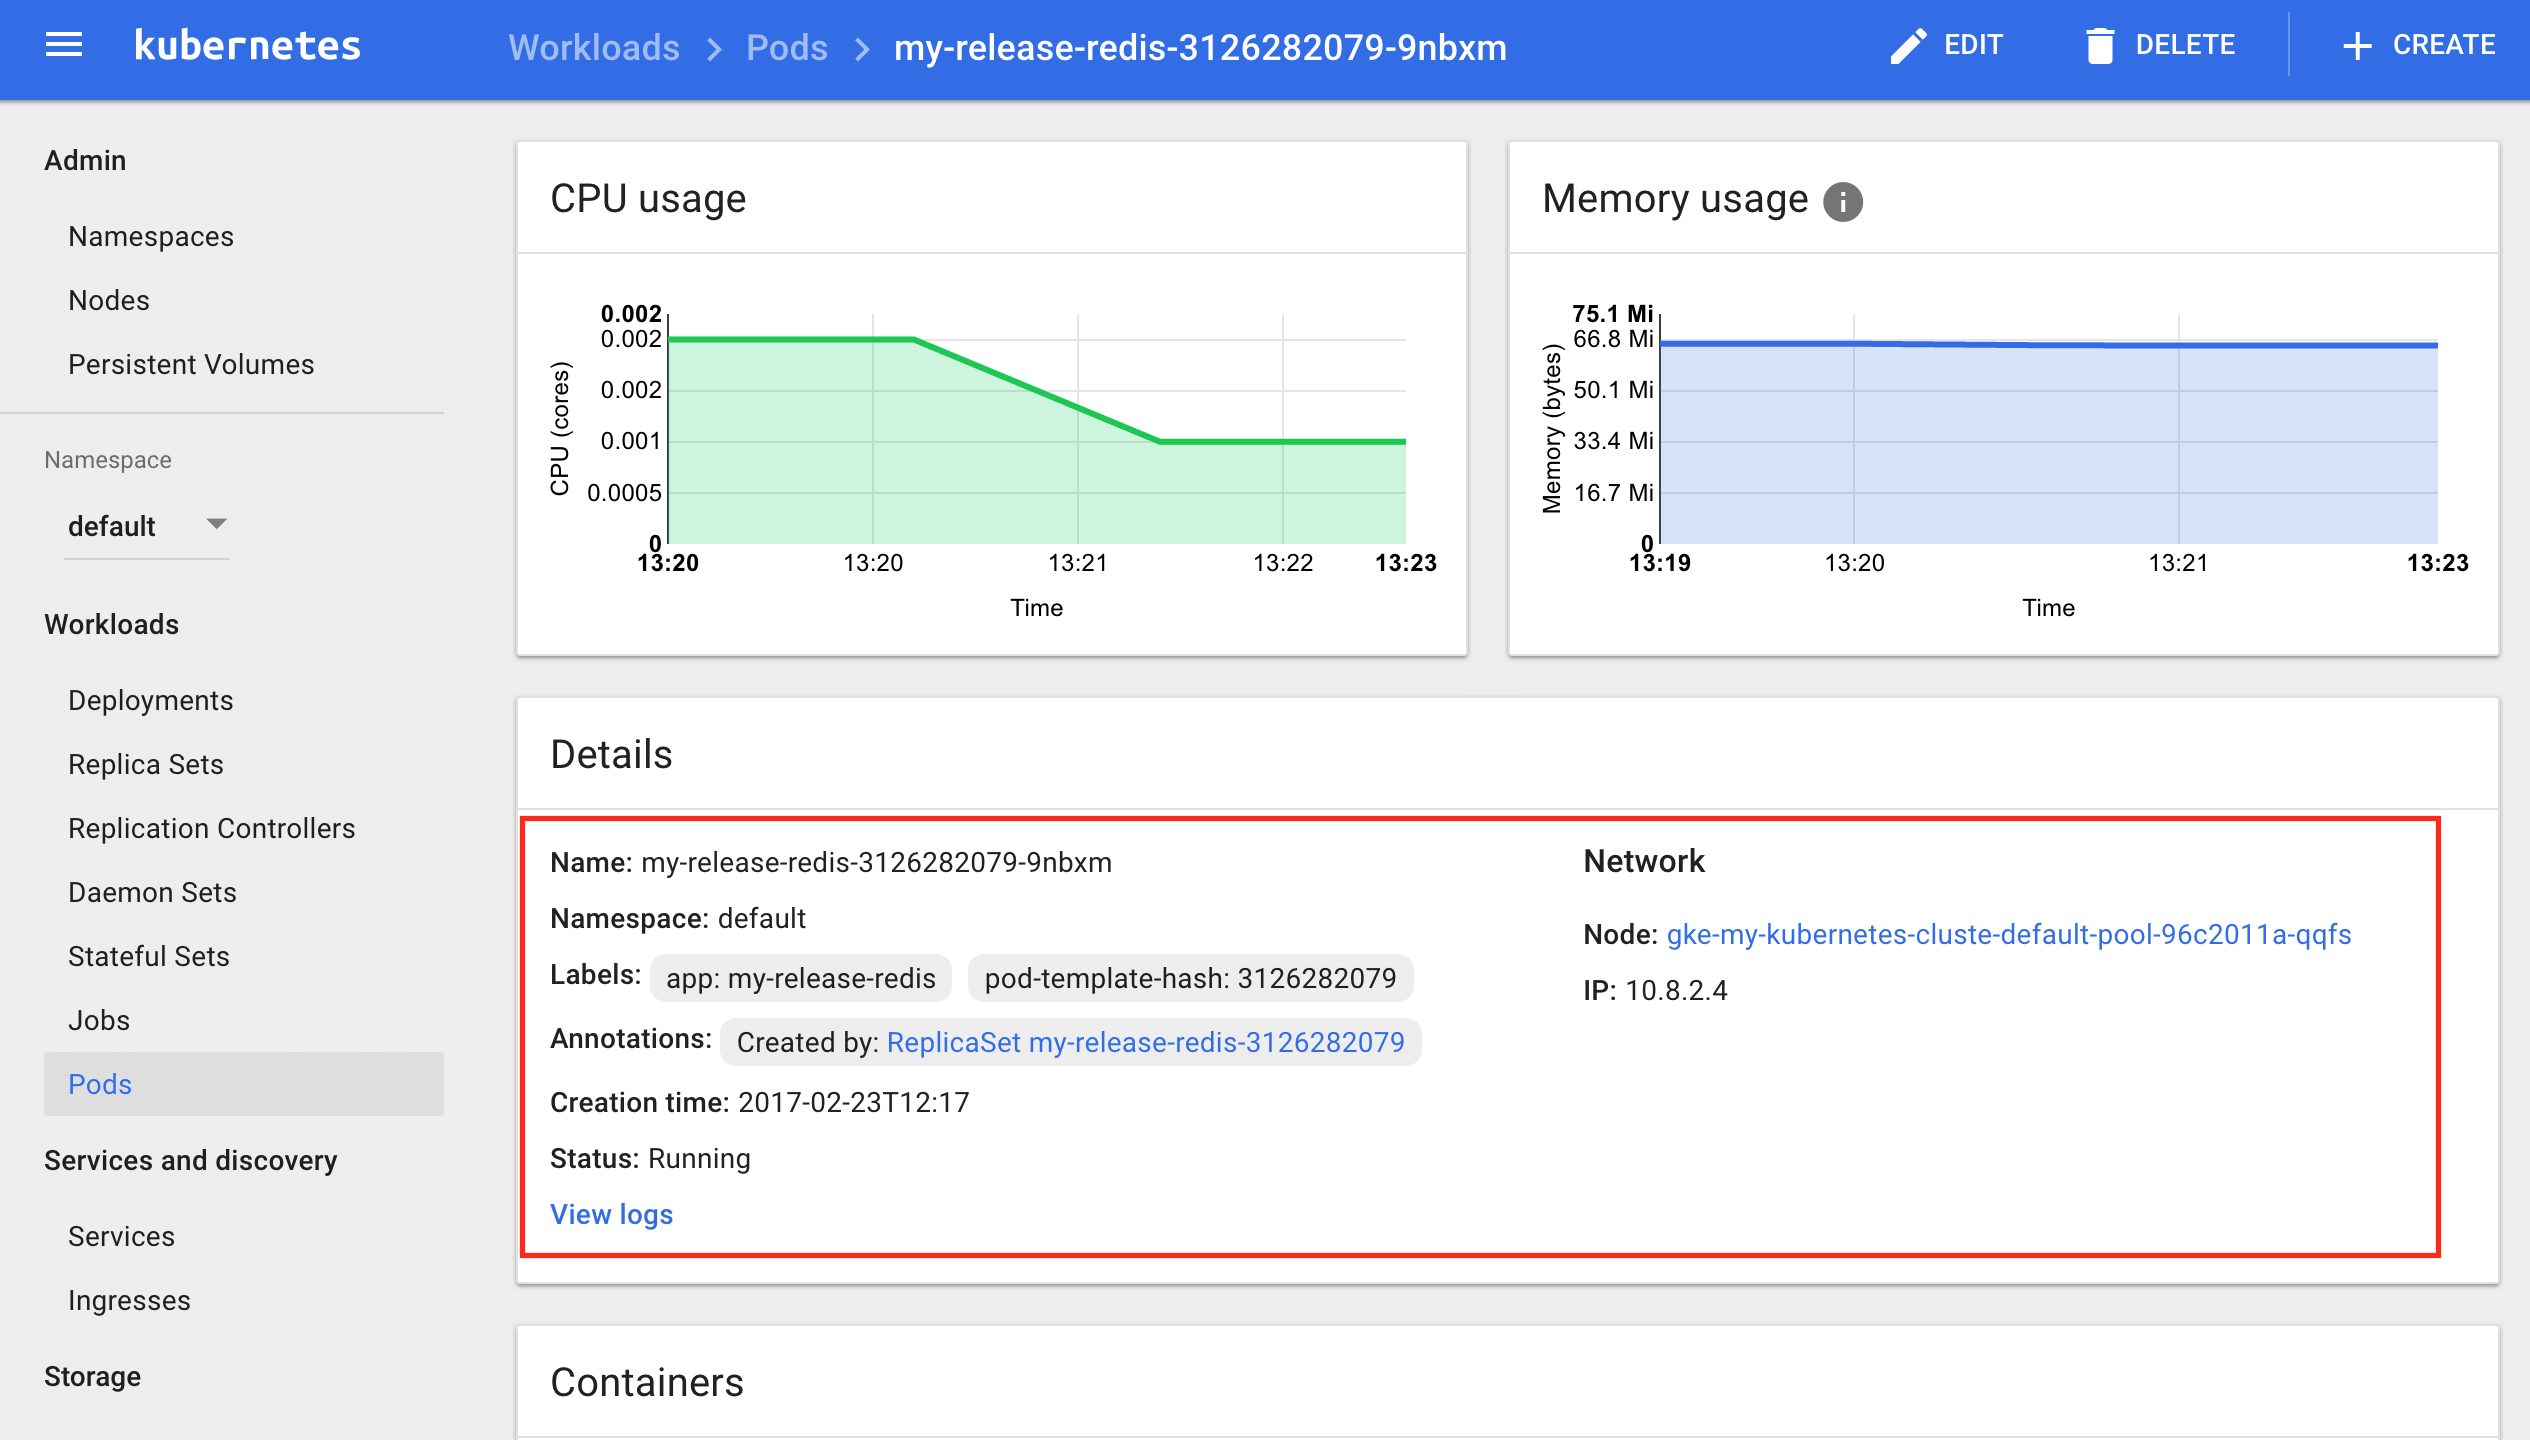 kubernetes
Workloads > Pods > my-release-redis-3126282079-9nbxm
EDIT
DELETE
CREATE
Admin
Namespaces
Nodes
Persistent Volumes
Namespace
default
Workloads
Deployments
Replica Sets
Replication Controllers
Daemon Sets
Stateful Sets
Jobs
Pods
Services and discovery
Services
Ingresses
Storage
CPU usage
CPU (cores)
0.002
0.002
0.002
0.001
0.0005
0
13:20 13:20 13:21 13:22 13:23
Time
Memory usage i
Memory (bytes)
75.1 Mi
66.8 Mi
50.1 Mi
33.4 Mi
16.7 Mi
0
13:19 13:20 13:21 13:23
Time
Details
Name: my-release-redis-3126282079-9nbxm
Namespace: default
Labels: app: my-release-redis pod-template-hash: 3126282079
Annotations: Created by: ReplicaSet my-release-redis-3126282079
Creation time: 2017-02-23T12:17
Status: Running
View logs
Network
Node: gke-my-kubernetes-cluste-default-pool-96c2011a-qqfs
IP: 10.8.2.4
Containers